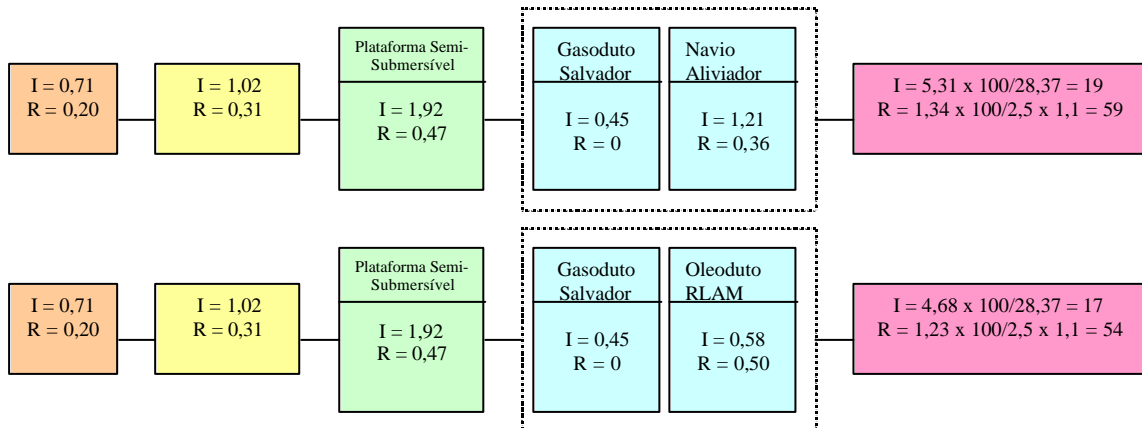 I = 0,71
R = 0,20
I = 1,02
R = 0,31
Plataforma Semi-
Submersível
I = 1,92
R = 0,47
Gasoduto
Salvador
I = 0,45
R = 0
Navio
Aliviador
I = 1,21
R = 0,36
I = 5,31 x 100/28,37 = 19
R = 1,34 x 100/2,5 x 1,1 = 59
I = 0,71
R = 0,20
I = 1,02
R = 0,31
Plataforma Semi-
Submersível
I = 1,92
R = 0,47
Gasoduto
Salvador
I = 0,45
R = 0
Oleoduto
RLAM
I = 0,58
R = 0,50
I = 4,68 x 100/28,37 = 17
R = 1,23 x 100/2,5 x 1,1 = 54